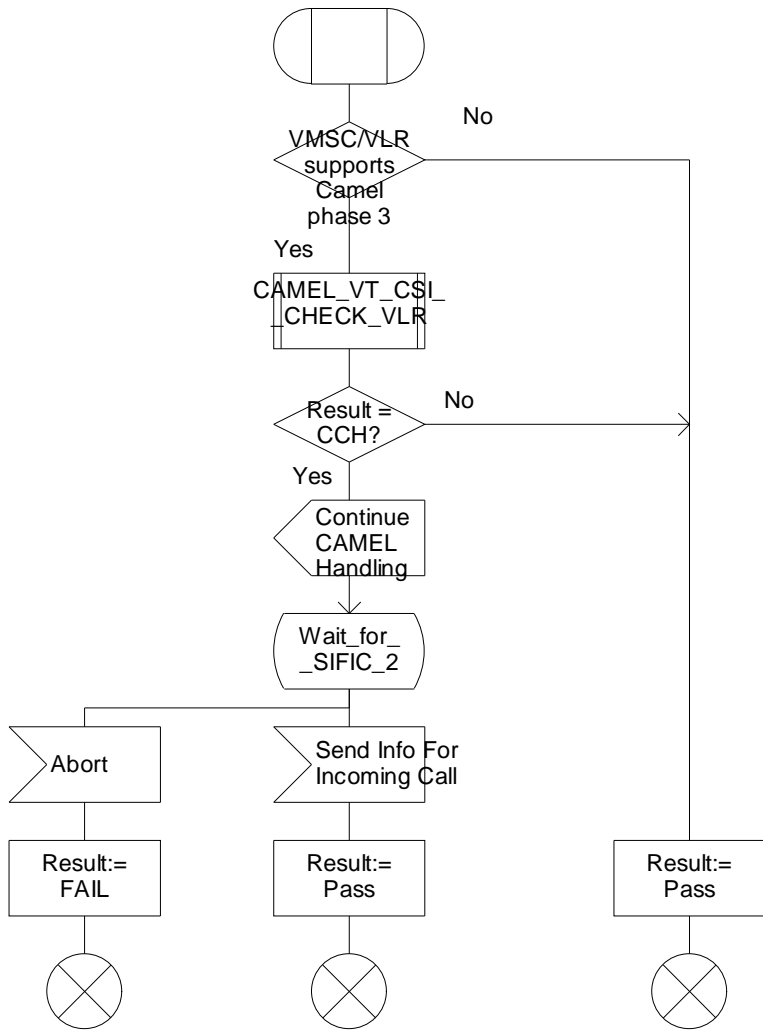 No
VMSC/VLR
supports
Camel
phase 3
Yes
CAMEL_VT_CSI_
_CHECK_VLR
Result =
CCH?
No
Yes
Continue
CAMEL
Handling
Wait_for_
_SIFIC_2
Abort
Send Info For
Incoming Call
Result:=
FAIL
Result:=
Pass
Result:=
Pass